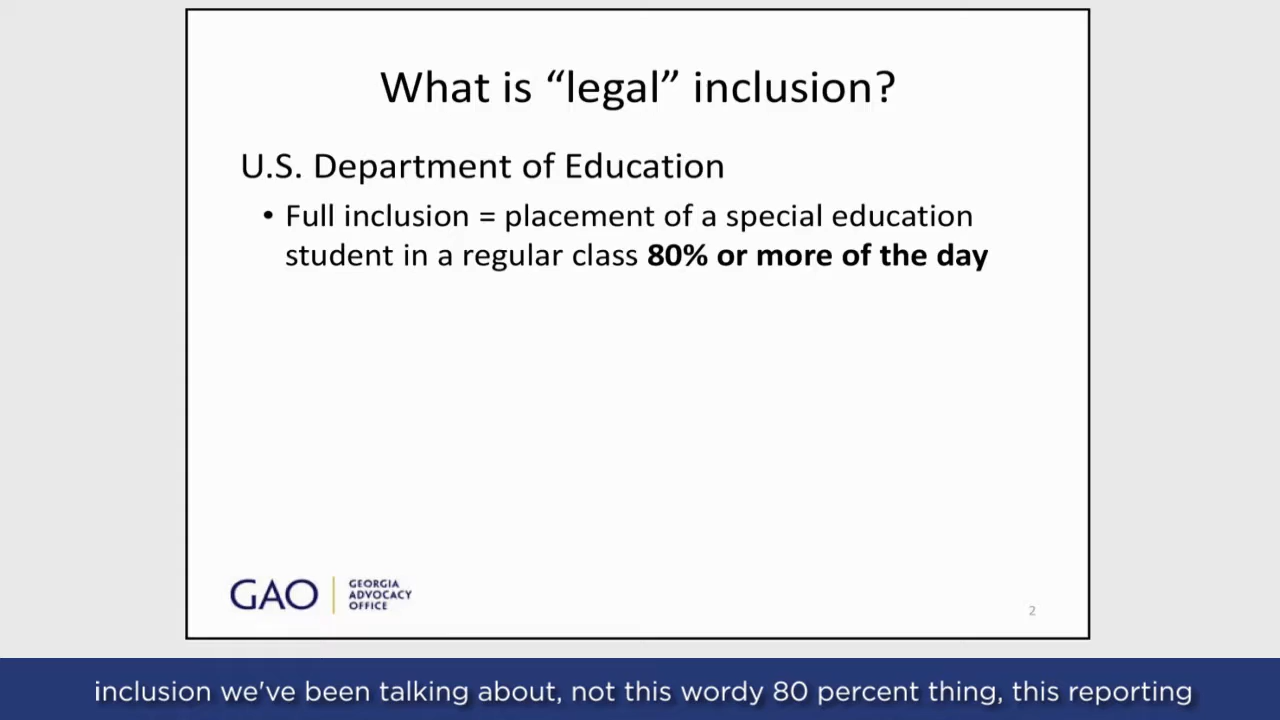 What is “legal” inclusion?
U.S. Department of Education
• Full inclusion = placement of a special education
student in a regular class 80% or more of the day
GAO
GEORGIA
ADVOCACY
OFFICE
2
inclusion we've been talking about, not this wordy 80 percent thing, this reporting